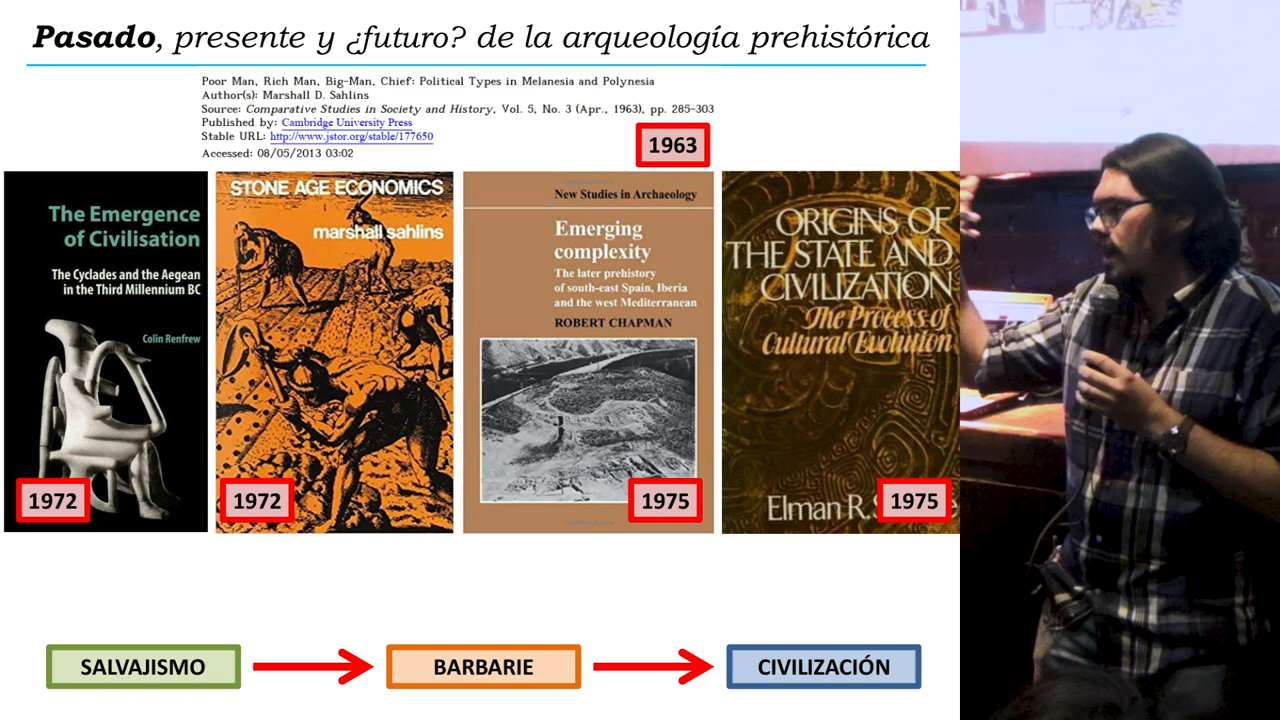 Pasado, presente y ¿futuro? de la arqueología prehistórica
Poor Man, Rich Man, Big-Man, Chief: Political Types in Melanesia and Polynesia
Author(s): Marshall D. Sahlins
Source: Comparative Studies in Society and History, Vol. 5, No. 3 (Apr., 1963), pp. 285-303
Published by: Cambridge University Press
Stable URL: http://www.jstor.org/stable/177650
Accessed: 08/05/2013 03:02
1963
The Emergence
of Civilisation
The Cyclades and the Aegean
in the Third Millennium BC
Colin Renfrew
1972
STONE AGE ECONOMICS
marshall sahlins
1972
New Studies in Archaeology
Emerging
complexity
The later prehistory
of south-east Spain, Iberia
and the west Mediterranean
ROBERT CHAPMAN
1975
ORIGINS OF
THE STATE AND
CIVILIZATION
The Process of
Cultural Evolution
Elman R.
1975
SALVAJISMO
BARBARIE
CIVILIZACIÓN